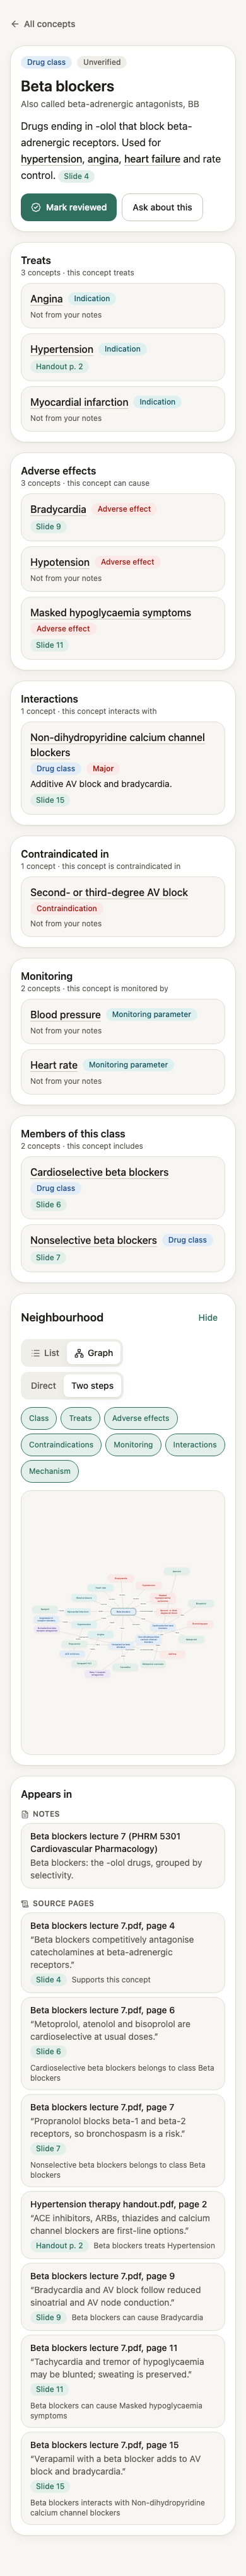 ← All concepts
Drug class Unverified
Beta blockers
Also called beta-adrenergic antagonists, BB
Drugs ending in -olol that block beta-
adrenergic receptors. Used for
hypertension, angina, heart failure and rate
control. Slide 4
Mark reviewed Ask about this
Treats
3 concepts · this concept treats
Angina Indication
Not from your notes
Hypertension Indication
Handout p. 2
Myocardial infarction Indication
Not from your notes
Adverse effects
3 concepts · this concept can cause
Bradycardia Adverse effect
Slide 9
Hypotension Adverse effect
Not from your notes
Masked hypoglycaemia symptoms
Adverse effect
Slide 11
Interactions
1 concept · this concept interacts with
Non-dihydropyridine calcium channel
blockers
Drug class Major
Additive AV block and bradycardia.
Slide 15
Contraindicated in
1 concept · this concept is contraindicated in
Second- or third-degree AV block
Contraindication
Not from your notes
Monitoring
2 concepts · this concept is monitored by
Blood pressure Monitoring parameter
Not from your notes
Heart rate Monitoring parameter
Not from your notes
Members of this class
2 concepts · this concept includes
Cardioselective beta blockers
Drug class
Slide 6
Nonselective beta blockers Drug class
Slide 7
Neighbourhood Hide
List Graph
Direct Two steps
Class Treats Adverse effects
Contraindications Monitoring Interactions
Mechanism
Appears in
NOTES
Beta blockers lecture 7 (PHRM 5301
Cardiovascular Pharmacology)
Beta blockers: the -olol drugs, grouped by
selectivity.
SOURCE PAGES
Beta blockers lecture 7.pdf, page 4
“Beta blockers competitively antagonise
catecholamines at beta-adrenergic
receptors.”
Slide 4 Supports this concept
Beta blockers lecture 7.pdf, page 6
“Metoprolol, atenolol and bisoprolol are
cardioselective at usual doses.”
Slide 6
Cardioselective beta blockers belongs to class Beta
blockers
Beta blockers lecture 7.pdf, page 7
“Propranolol blocks beta-1 and beta-2
receptors, so bronchospasm is a risk.”
Slide 7
Nonselective beta blockers belongs to class Beta
blockers
Hypertension therapy handout.pdf, page 2
“ACE inhibitors, ARBs, thiazides and calcium
channel blockers are first-line options.”
Handout p. 2 Beta blockers treats Hypertension
Beta blockers lecture 7.pdf, page 9
“Bradycardia and AV block follow reduced
sinoatrial and AV node conduction.”
Slide 9 Beta blockers can cause Bradycardia
Beta blockers lecture 7.pdf, page 11
“Tachycardia and tremor of hypoglycaemia
may be blunted; sweating is preserved.”
Slide 11
Beta blockers can cause Masked hypoglycaemia
symptoms
Beta blockers lecture 7.pdf, page 15
“Verapamil with a beta blocker adds to AV
block and bradycardia.”
Slide 15
Beta blockers interacts with Non-dihydropyridine
calcium channel blockers